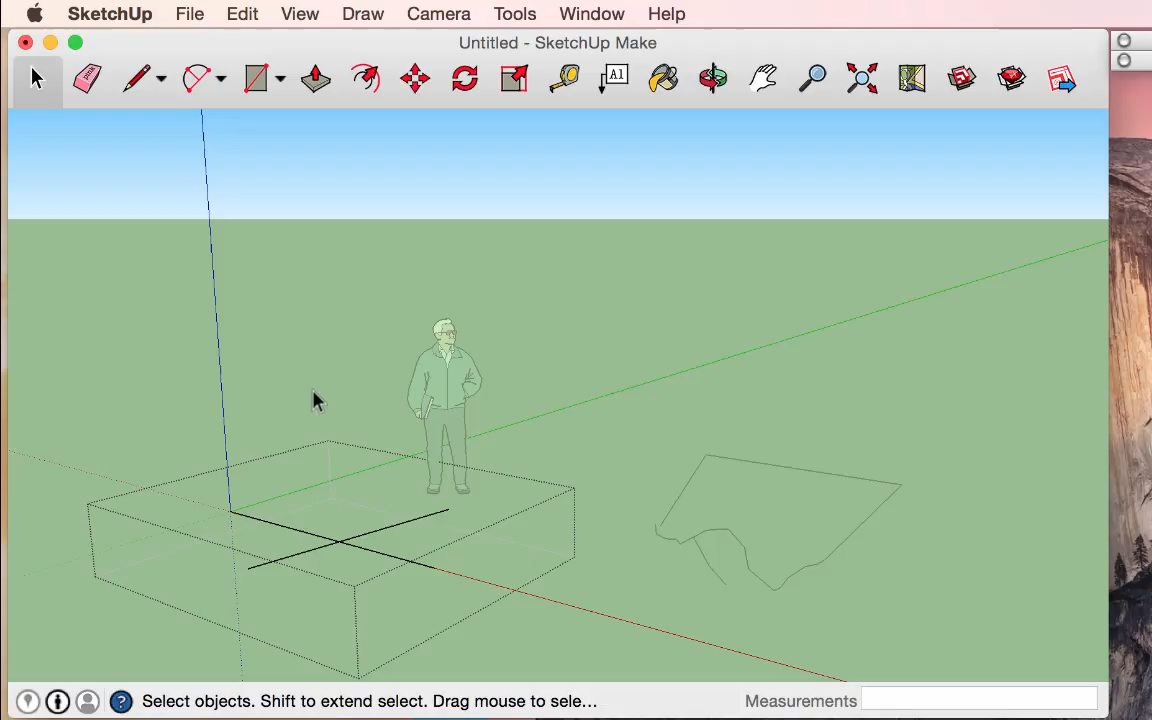 SketchUp File Edit View Draw Camera Tools Window Help
Untitled - SketchUp Make
A1
Select objects. Shift to extend select. Drag mouse to sele... Measurements